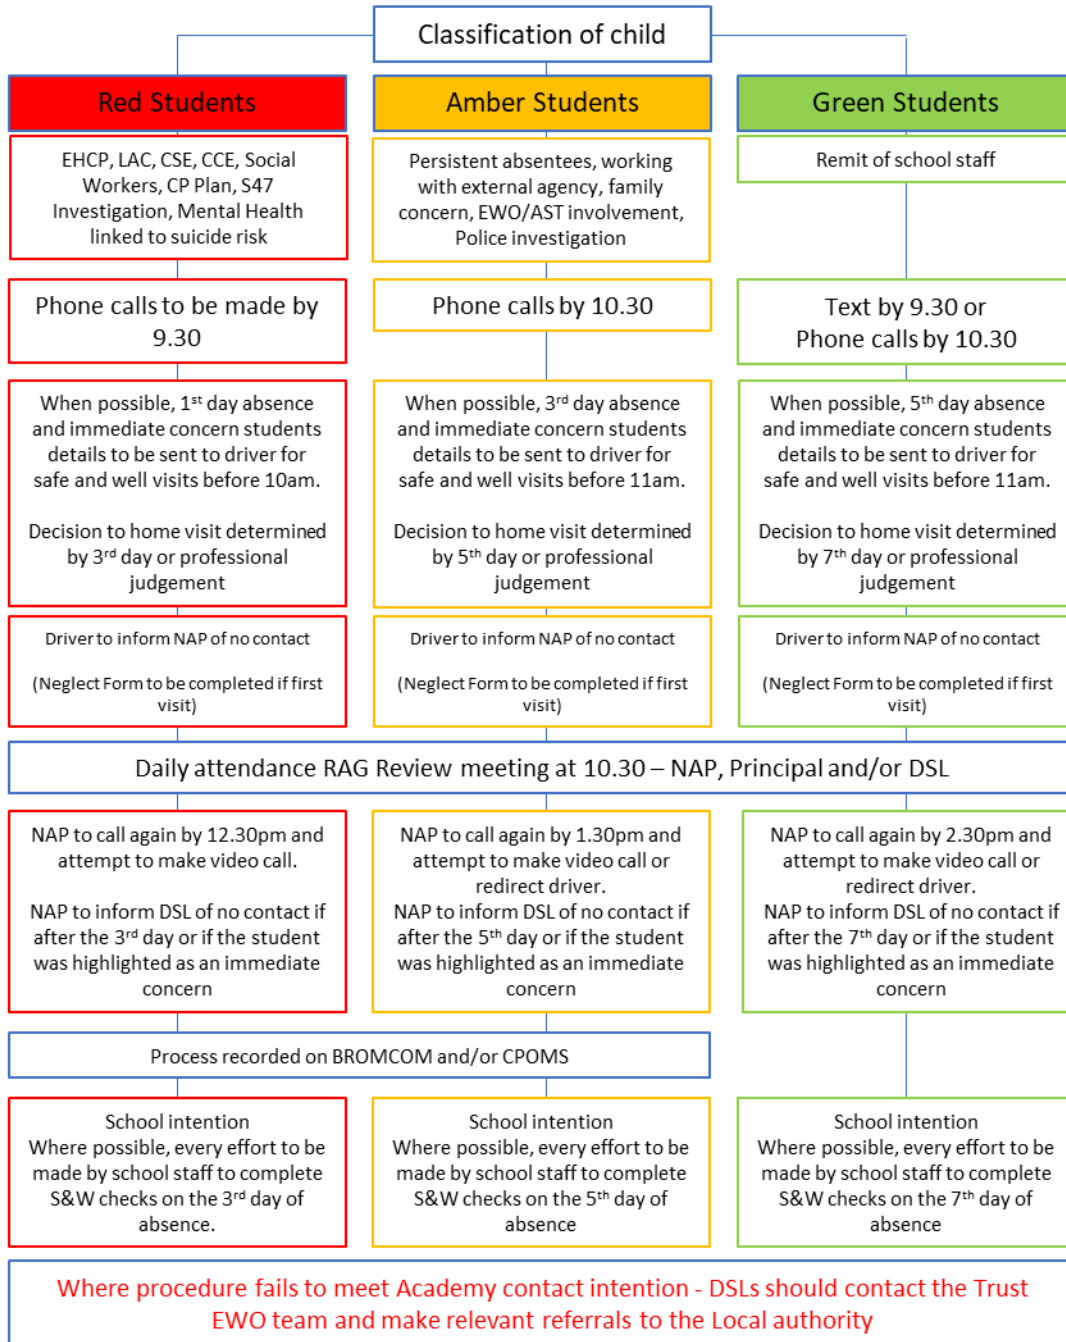 Classification of child
Red Students
Amber Students
Green Students
EHCP, LAC, CSE, CCE, Social
Workers, CP Plan, S47
Investigation, Mental Health
linked to suicide risk
Persistent absentees, working
with external agency, family
concern, EWO/AST involvement,
Police investigation
Remit of school staff
Phone calls to be made by
9.30
Phone calls by 10.30
Text by 9.30 or
Phone calls by 10.30
When possible, 1st day absence
and immediate concern students
details to be sent to driver for
safe and well visits before 10am.
Decision to home visit determined
by 3rd day or professional
judgement
When possible, 3rd day absence
and immediate concern students
details to be sent to driver for
safe and well visits before 11am.
Decision to home visit determined
by 5th day or professional
judgement
When possible, 5th day absence
and immediate concern students
details to be sent to driver for
safe and well visits before 11am.
Decision to home visit determined
by 7th day or professional
judgement
Driver to inform NAP of no contact
(Neglect Form to be completed if first
visit)
Driver to inform NAP of no contact
(Neglect Form to be completed if first
visit)
Driver to inform NAP of no contact
(Neglect Form to be completed if first
visit)
Daily attendance RAG Review meeting at 10.30 – NAP, Principal and/or DSL
NAP to call again by 12.30pm and
attempt to make video call.
NAP to inform DSL of no contact if
after the 3rd day or if the student
was highlighted as an immediate
concern
NAP to call again by 1.30pm and
attempt to make video call or
redirect driver.
NAP to inform DSL of no contact if
after the 5th day or if the student
was highlighted as an immediate
concern
NAP to call again by 2.30pm and
attempt to make video call or
redirect driver.
NAP to inform DSL of no contact if
after the 7th day or if the student
was highlighted as an immediate
concern
Process recorded on BROMCOM and/or CPOMS
School intention
Where possible, every effort to be
made by school staff to complete
S&W checks on the 3rd day of
absence.
School intention
Where possible, every effort to be
made by school staff to complete
S&W checks on the 5th day of
absence
School intention
Where possible, every effort to be
made by school staff to complete
S&W checks on the 7th day of
absence
Where procedure fails to meet Academy contact intention - DSLs should contact the Trust
EWO team and make relevant referrals to the Local authority